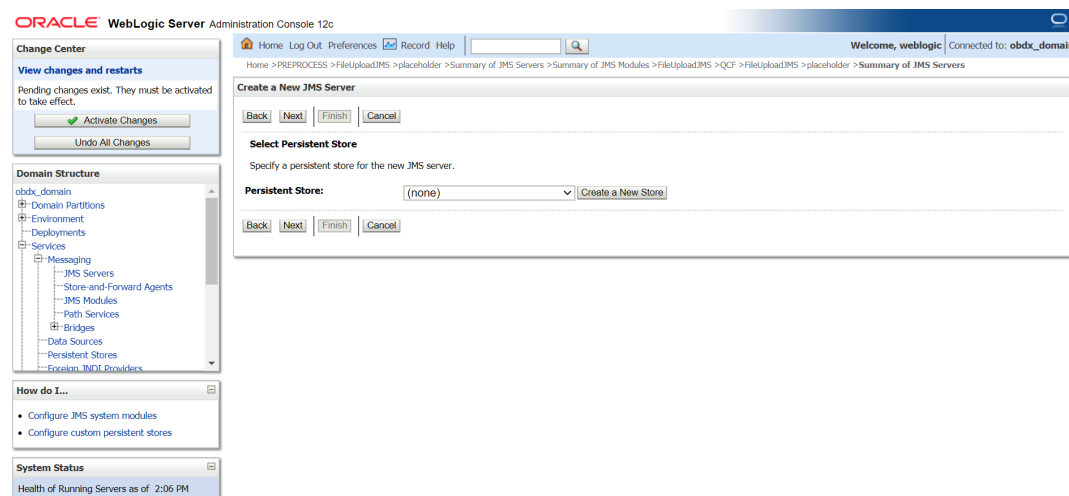 ORACLE WebLogic Server Administration Console 12c
Change Center
View changes and restarts
Pending changes exist. They must be activated
to take effect.
Activate Changes
Undo All Changes
Domain Structure
obdx_domain
Domain Partitions
Environment
Deployments
Services
Messaging
JMS Servers
Store-and-Forward Agents
JMS Modules
Path Services
Bridges
Data Sources
Persistent Stores
Foreign JNDI Providers
How do I...
Configure JMS system modules
Configure custom persistent stores
System Status
Health of Running Servers as of 2:06 PM
Home Log Out Preferences Record Help
Welcome, weblogic Connected to: obdx_domai
Home >PREPROCESS >FileUploadJMS >placeholder >Summary of JMS Servers >Summary of JMS Modules >FileUploadJMS >QCF >FileUploadJMS >placeholder >Summary of JMS Servers
Create a New JMS Server
Back Next Finish Cancel
Select Persistent Store
Specify a persistent store for the new JMS server.
Persistent Store: (none) Create a New Store
Back Next Finish Cancel